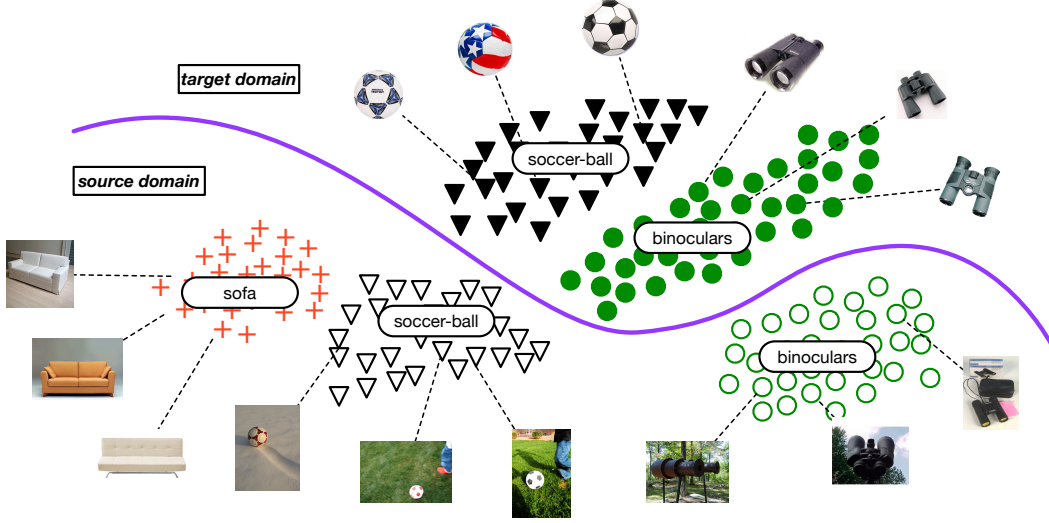 target domain
source domain
soccer-ball
binoculars
sofa
soccer-ball
binoculars